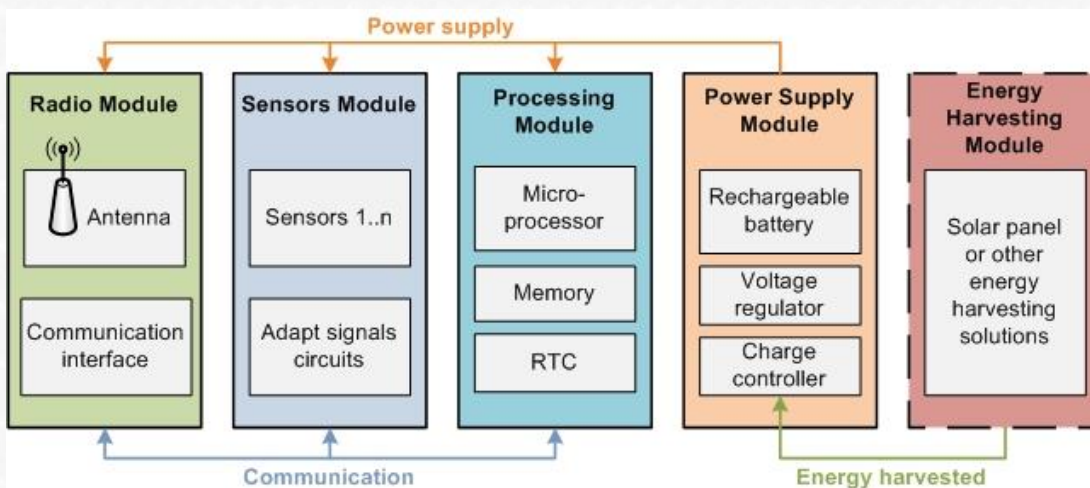 Power supply
Radio Module
Antenna
Communication
interface
Sensors Module
Sensors 1..n
Adapt signals
circuits
Processing
Module
Micro-
processor
Memory
RTC
Power Supply
Module
Rechargeable
battery
Voltage
regulator
Charge
controller
Energy
Harvesting
Module
Solar panel
or other
energy
harvesting
solutions
Communication
Energy harvested